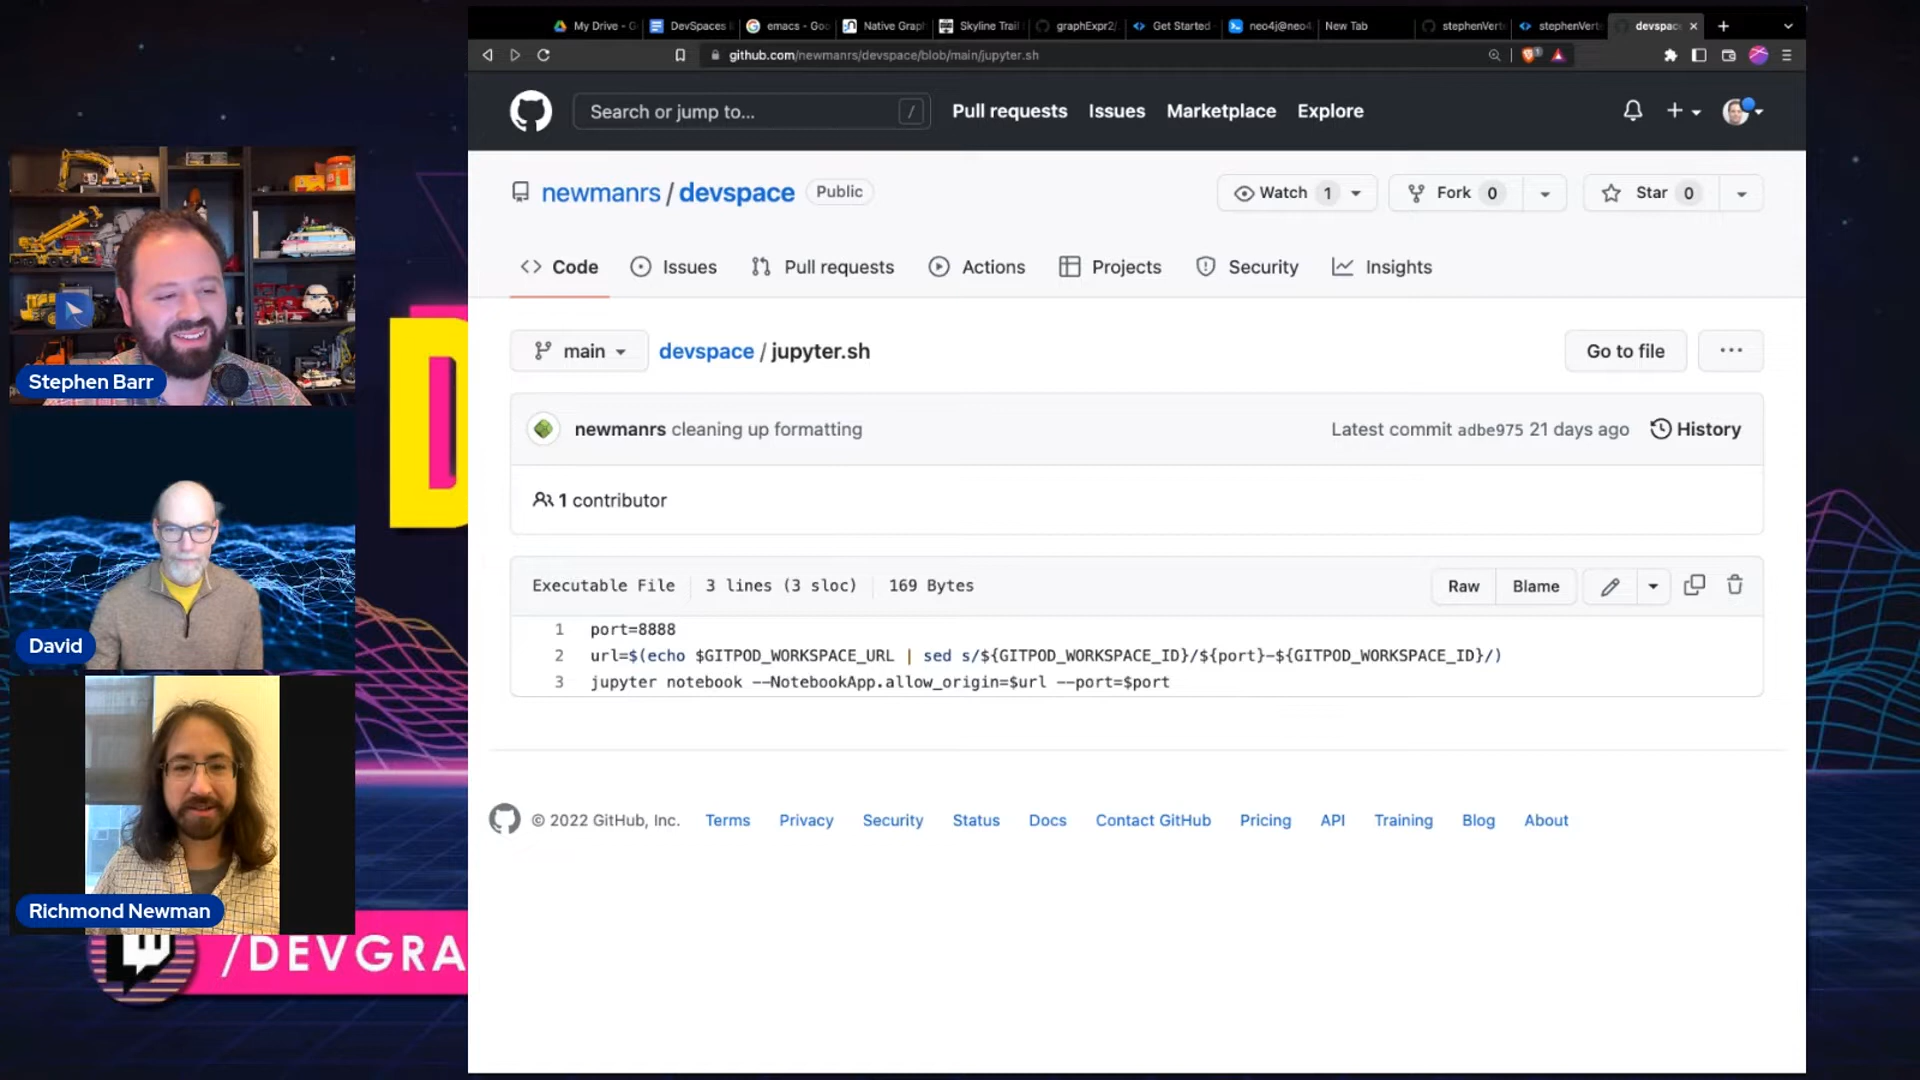 My Drive - G
DevSpaces
emacs - Goo
Native Grap
Skyline Trail
graphExpr2/
Get Started
neo4j@neo4
New Tab
stephenVert
stephenVert
devspac
github.com/newmanrs/devspace/blob/main/jupyter.sh
Search or jump to...
/
Pull requests
Issues
Marketplace
Explore
newmanrs / devspace
Public
Watch 1
Fork 0
Star 0
Code
Issues
Pull requests
Actions
Projects
Security
Insights
main
devspace / jupyter.sh
Go to file
newmanrs cleaning up formatting
Latest commit adbe975 21 days ago
History
1 contributor
Executable File
3 lines (3 sloc)
169 Bytes
Raw
Blame
1 port=8888
2 url=$(echo $GITPOD_WORKSPACE_URL | sed s/${GITPOD_WORKSPACE_ID}/${port}-${GITPOD_WORKSPACE_ID}/)
3 jupyter notebook --NotebookApp.allow_origin=$url --port=$port
© 2022 GitHub, Inc.
Terms
Privacy
Security
Status
Docs
Contact GitHub
Pricing
API
Training
Blog
About
Stephen Barr
David
Richmond Newman
D
/DEVGRA